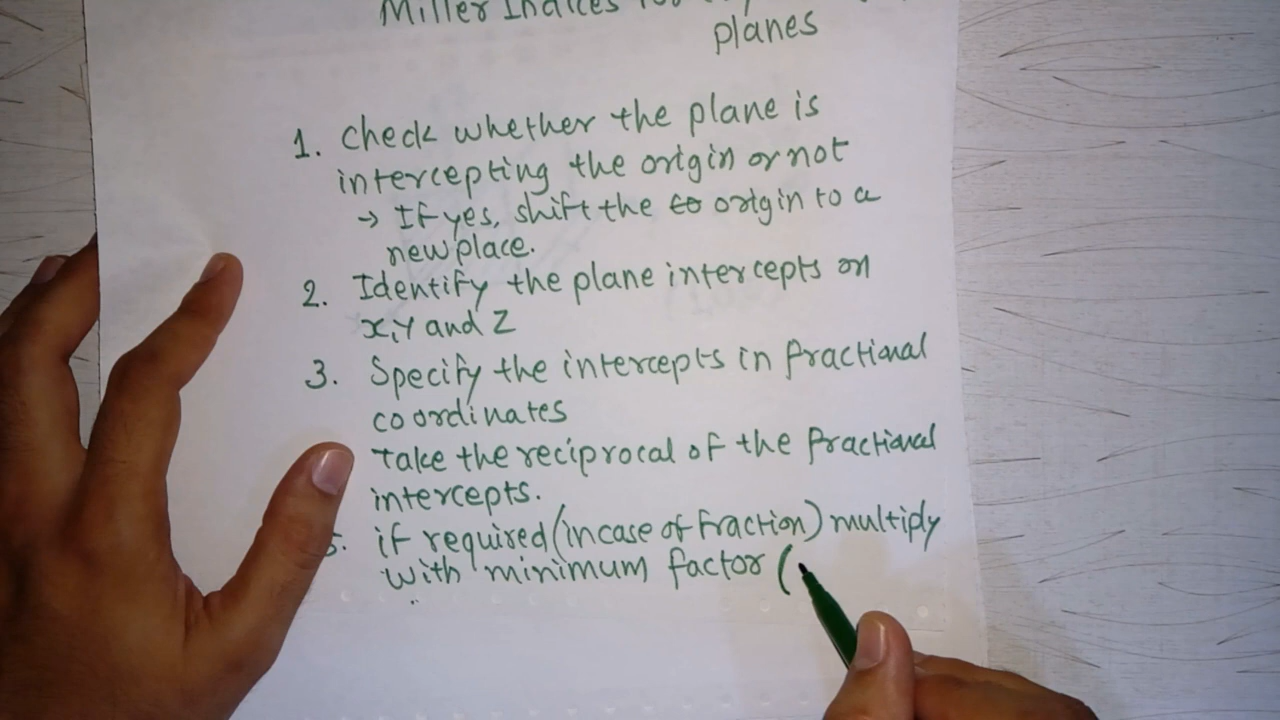 Miller Indices
planes
1. Check whether the plane is
intercepting the origin or not
→ If yes, shift the origin to a
new place.
2. Identify the plane intercepts on
X, Y and Z
3. Specify the intercepts in fractional
coordinates
Take the reciprocal of the fractional
intercepts.
5. if required (incase of fraction) multiply
with minimum factor (